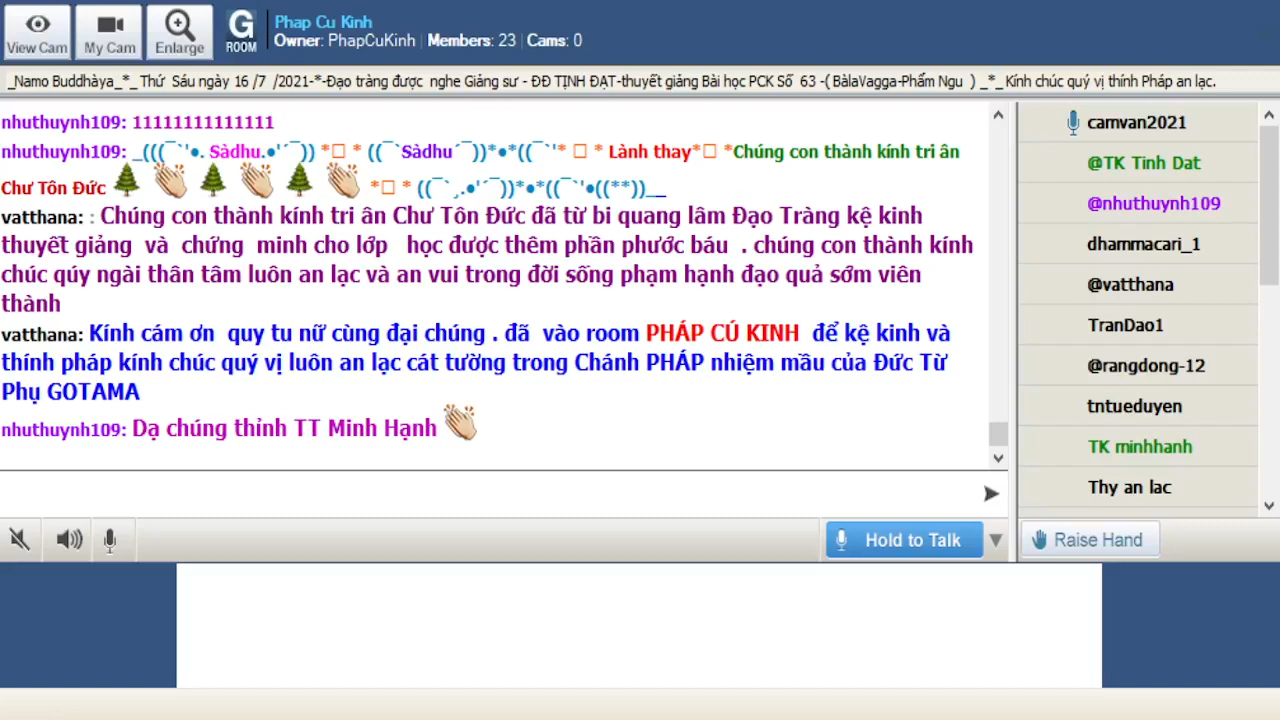 View Cam
My Cam
Enlarge
G
ROOM
Phap Cu Kinh
Owner: PhapCuKinh | Members: 23 | Cams: 0
_Namo Buddhàya_*_ Thứ Sáu ngày 16 /7 /2021-*-Đạo tràng được nghe Giảng sư - ĐĐ TỊNH ĐẠT-thuyết giảng Bài học PCK Số 63 -( BàlaVagga-Phẩm Ngu ) _*_ Kính chúc quý vị thính Pháp an lạc.
nhuthuynh109: 11111111111111
nhuthuynh109: _(((¯`'•. Sàdhu.•'´¯)) *□ * ((¯`Sàdhu´¯))*•*((¯`'* □ * Lành thay*□ *Chúng con thành kính tri ân
Chư Tôn Đức *□ * ((¯`¸.•'´¯))*•*((¯`'•((**))__
vatthana: : Chúng con thành kính tri ân Chư Tôn Đức đã từ bi quang lâm Đạo Tràng kệ kinh
thuyết giảng và chứng minh cho lớp học được thêm phần phước báu . chúng con thành kính
chúc qúy ngài thân tâm luôn an lạc và an vui trong đời sống phạm hạnh đạo quả sớm viên
thành
vatthana: Kính cám ơn quy tu nữ cùng đại chúng . đã vào room PHÁP CÚ KINH để kệ kinh và
thính pháp kính chúc quý vị luôn an lạc cát tường trong Chánh PHÁP nhiệm mầu của Đức Từ
Phụ GOTAMA
nhuthuynh109: Dạ chúng thỉnh TT Minh Hạnh
camvan2021
@TK Tinh Dat
@nhuthuynh109
dhammacari_1
@vatthana
TranDao1
@rangdong-12
tntueduyen
TK minhhanh
Thy an lac
Hold to Talk
Raise Hand